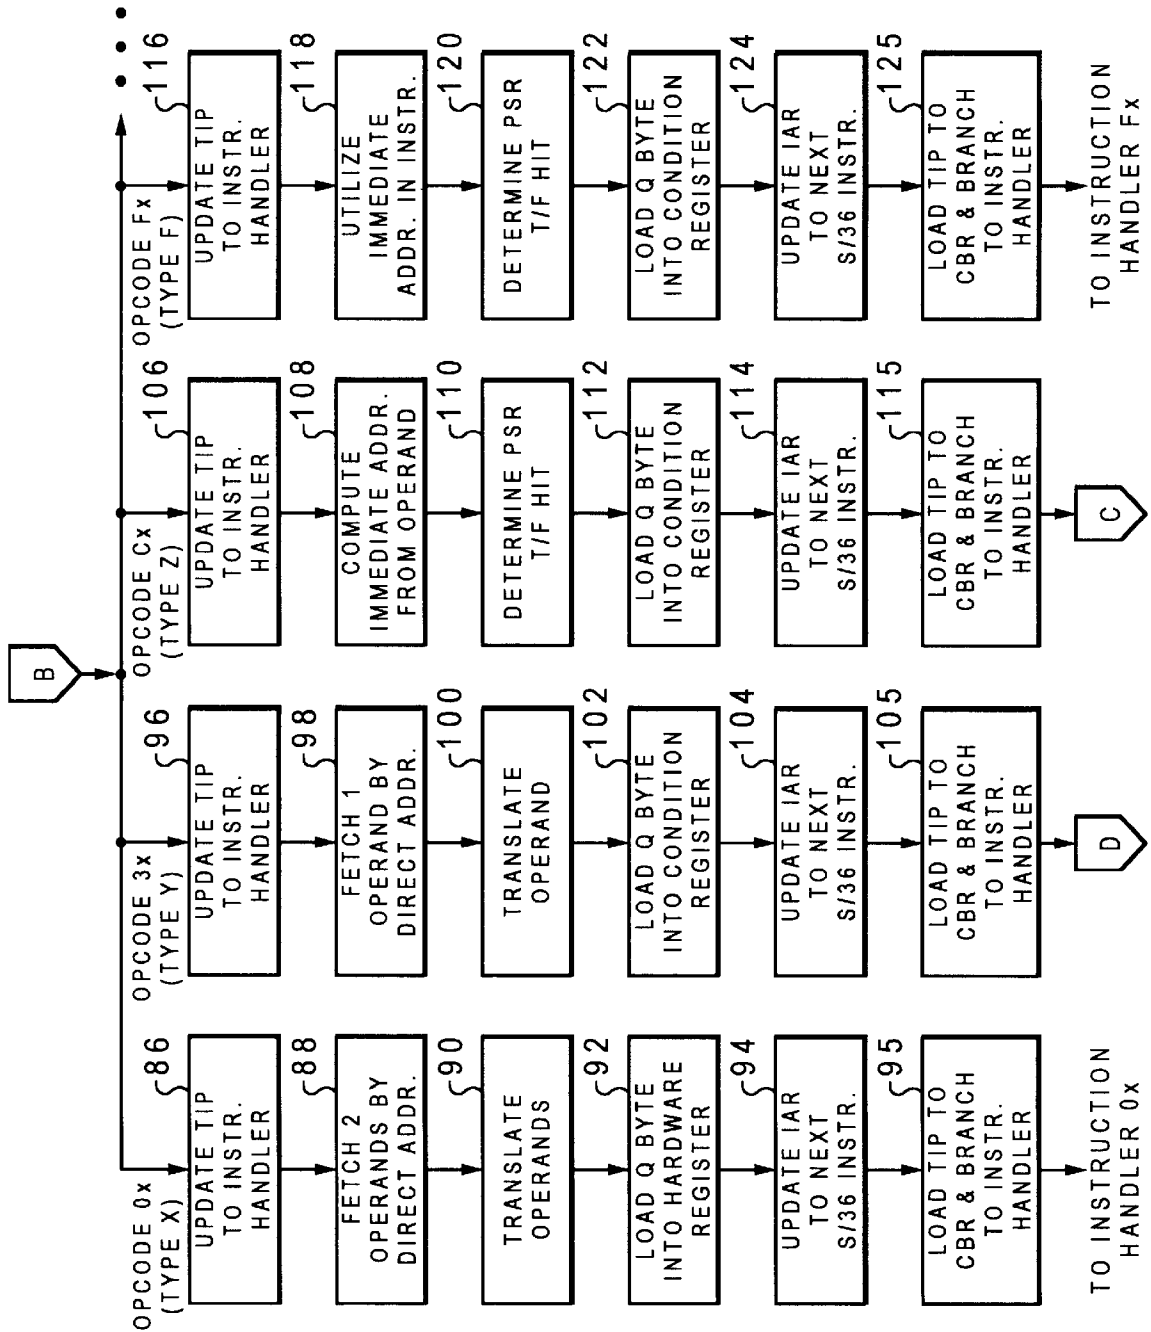 B
OPCODE 0x
(TYPE X)
86
UPDATE TIP
TO INSTR.
HANDLER
88
FETCH 2
OPERANDS BY
DIRECT ADDR.
90
TRANSLATE
OPERANDS
92
LOAD Q BYTE
INTO HARDWARE
REGISTER
94
UPDATE IAR
TO NEXT
S/36 INSTR.
95
LOAD TIP TO
CBR & BRANCH
TO INSTR.
HANDLER
TO INSTRUCTION
HANDLER 0x
OPCODE 3x
(TYPE Y)
96
UPDATE TIP
TO INSTR.
HANDLER
98
FETCH 1
OPERAND BY
DIRECT ADDR.
100
TRANSLATE
OPERAND
102
LOAD Q BYTE
INTO CONDITION
REGISTER
104
UPDATE IAR
TO NEXT
S/36 INSTR.
105
LOAD TIP TO
CBR & BRANCH
TO INSTR.
HANDLER
D
OPCODE Cx
(TYPE Z)
106
UPDATE TIP
TO INSTR.
HANDLER
108
COMPUTE
IMMEDIATE ADDR.
FROM OPERAND
110
DETERMINE PSR
T/F HIT
112
LOAD Q BYTE
INTO CONDITION
REGISTER
114
UPDATE IAR
TO NEXT
S/36 INSTR.
115
LOAD TIP TO
CBR & BRANCH
TO INSTR.
HANDLER
C
OPCODE Fx
(TYPE F)
116
UPDATE TIP
TO INSTR.
HANDLER
118
UTILIZE
IMMEDIATE
ADDR. IN INSTR.
120
DETERMINE PSR
T/F HIT
122
LOAD Q BYTE
INTO CONDITION
REGISTER
124
UPDATE IAR
TO NEXT
S/36 INSTR.
125
LOAD TIP TO
CBR & BRANCH
TO INSTR.
HANDLER
TO INSTRUCTION
HANDLER Fx